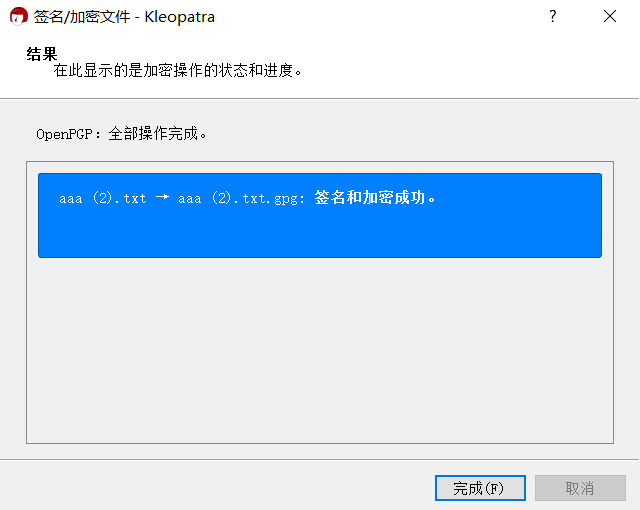 签名/加密文件 - Kleopatra
?
结果
在此显示的是加密操作的状态和进度。
OpenPGP: 全部操作完成。
aaa (2).txt → aaa (2).txt.gpg: 签名和加密成功。
完成(F)
取消